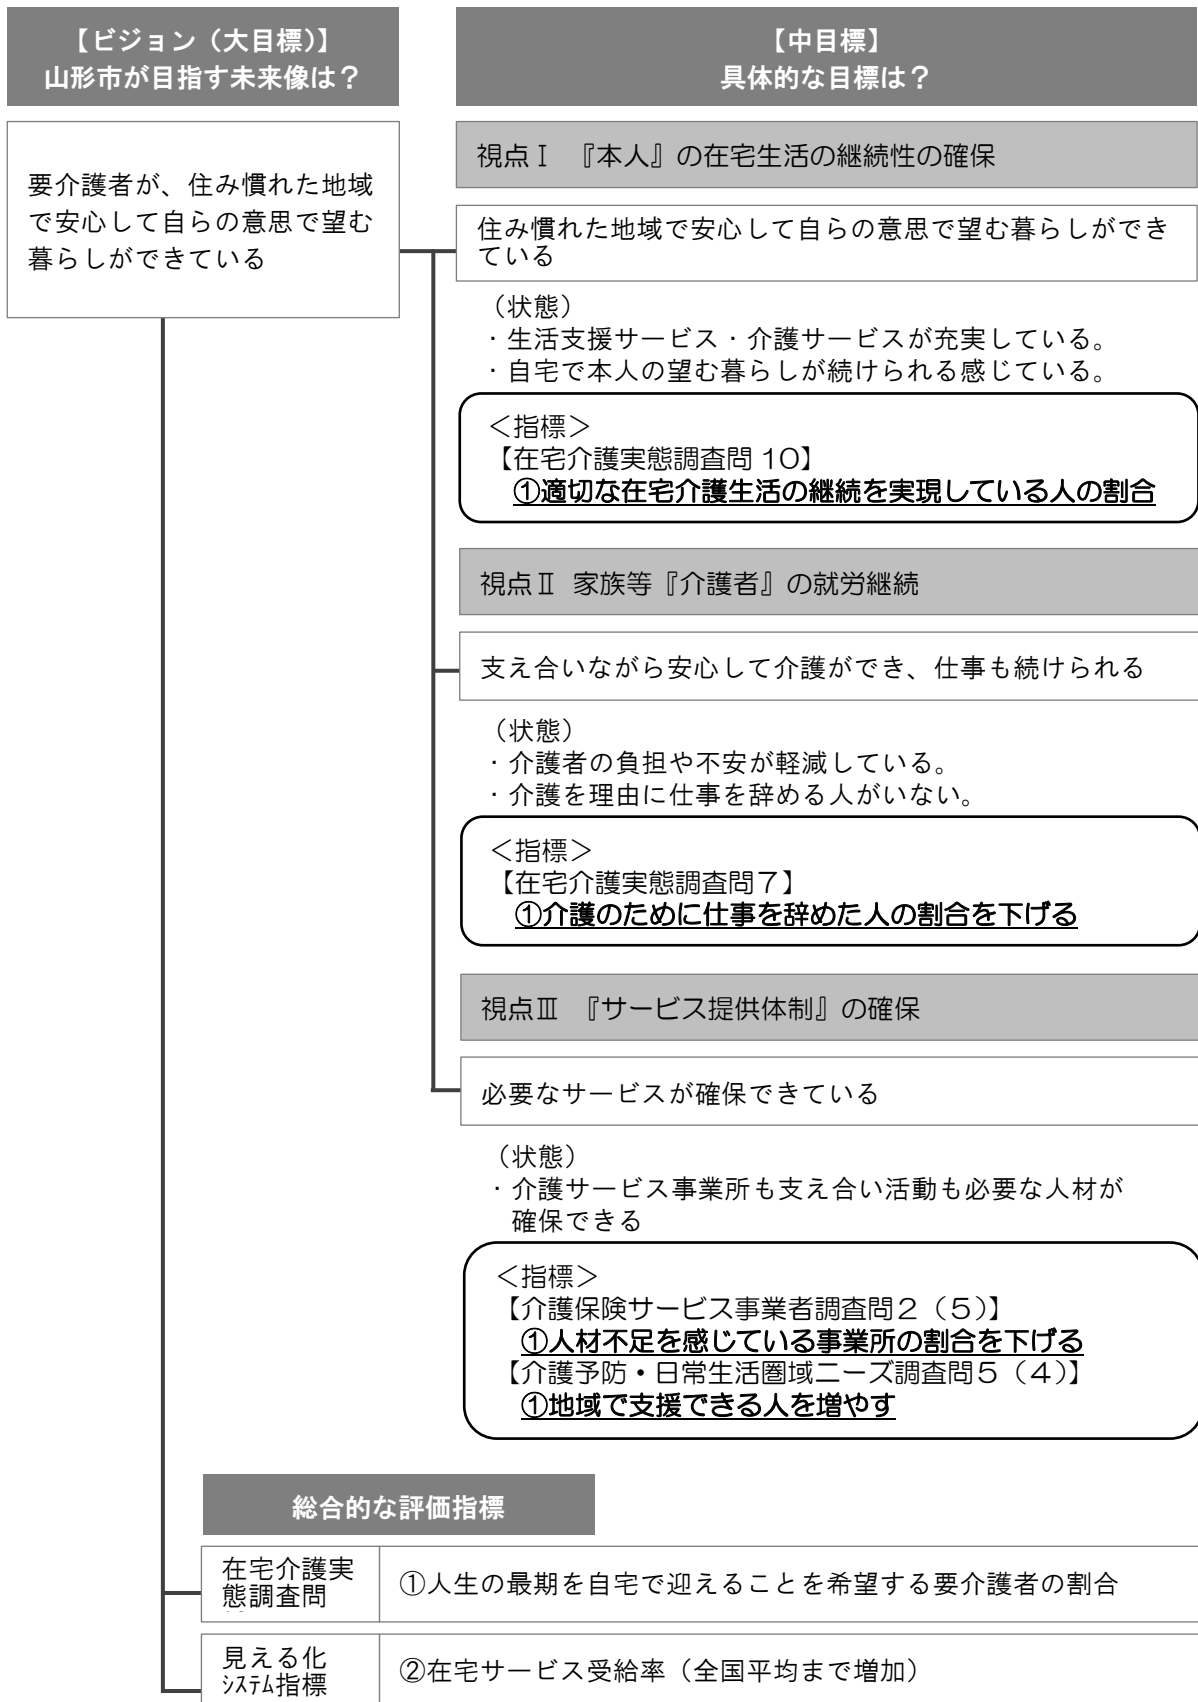 【ビジョン（大目標）】
山形市が目指す未来像は？
【中目標】
具体的な目標は？
要介護者が、住み慣れた地域
で安心して自らの意思で望む
暮らしができている
視点Ⅰ　『本人』の在宅生活の継続性の確保
住み慣れた地域で安心して自らの意思で望む暮らしができ
ている
（状態）
・生活支援サービス・介護サービスが充実している。
・自宅で本人の望む暮らしが続けられる感じている。
＜指標＞
【在宅介護実態調査問 10】
①適切な在宅介護生活の継続を実現している人の割合
視点Ⅱ 家族等『介護者』の就労継続
支え合いながら安心して介護ができ、仕事も続けられる
（状態）
・介護者の負担や不安が軽減している。
・介護を理由に仕事を辞める人がいない。
＜指標＞
【在宅介護実態調査問７】
①介護のために仕事を辞めた人の割合を下げる
視点Ⅲ　『サービス提供体制』の確保
必要なサービスが確保できている
（状態）
・介護サービス事業所も支え合い活動も必要な人材が
確保できる
＜指標＞
【介護保険サービス事業者調査問２（５）】
①人材不足を感じている事業所の割合を下げる
【介護予防・日常生活圏域ニーズ調査問５（４）】
①地域で支援できる人を増やす
総合的な評価指標
在宅介護実
態調査問
①人生の最期を自宅で迎えることを希望する要介護者の割合
見える化
ｼｽﾃﾑ指標
②在宅サービス受給率（全国平均まで増加）